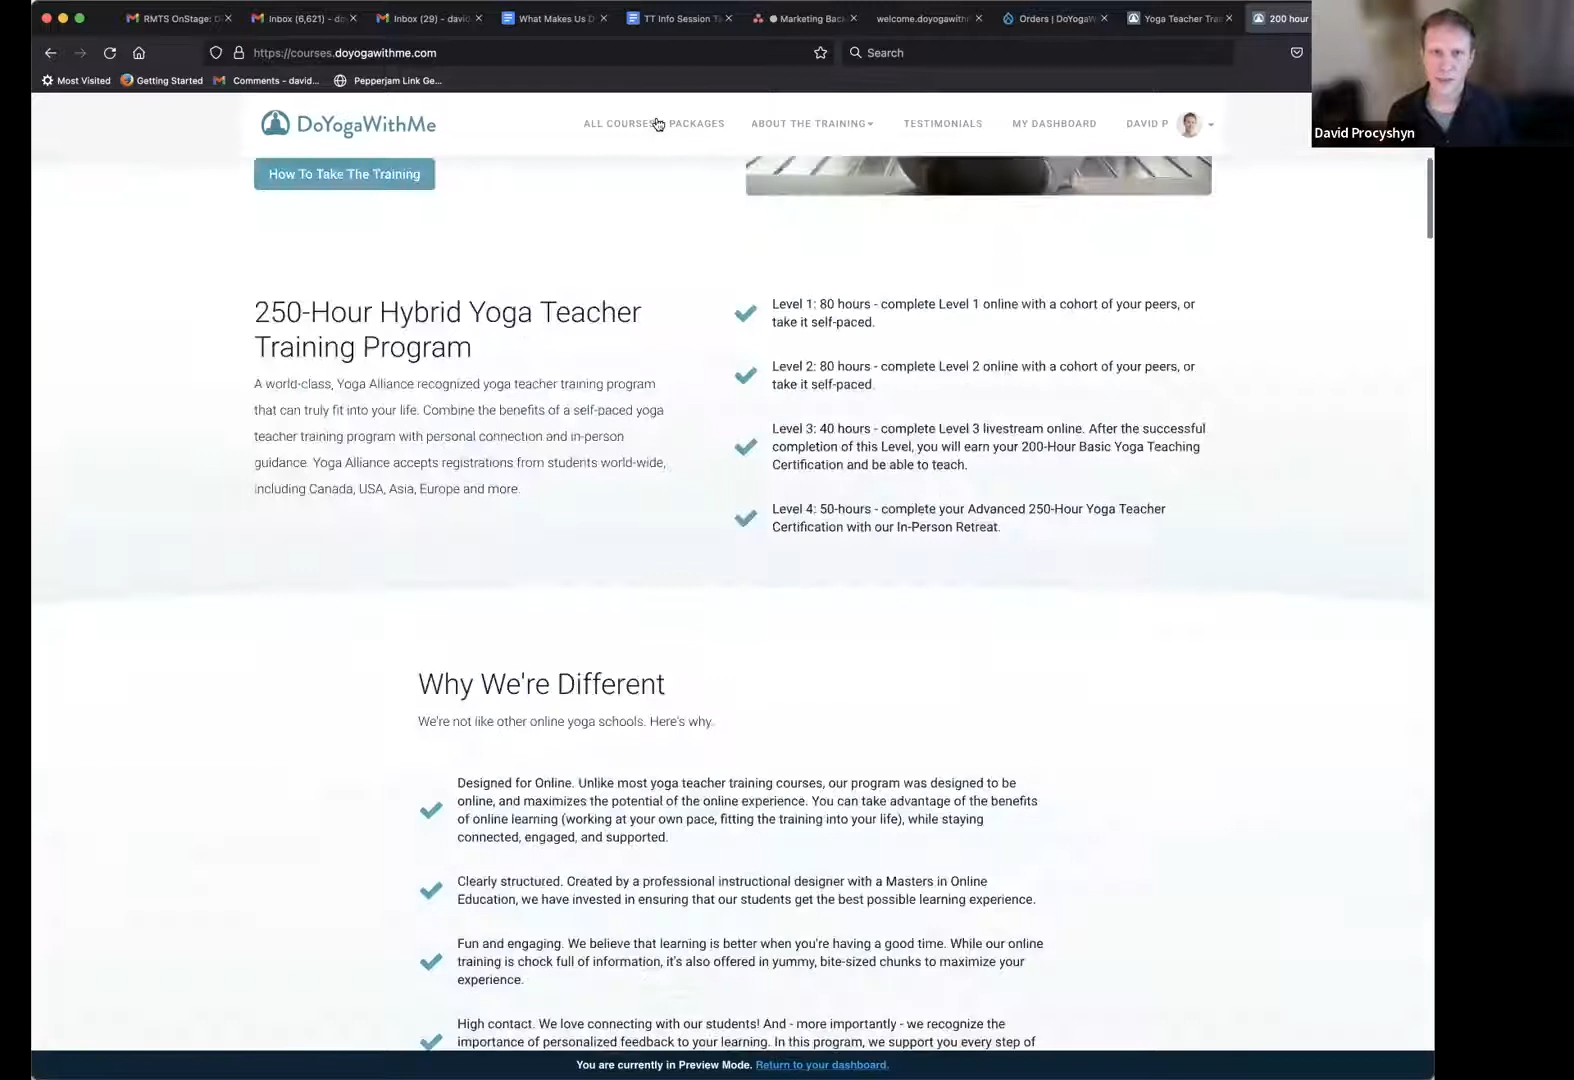 RMTS OnStage: D
Inbox (6,621) - do
Inbox (29) - david
What Makes Us D
TT Info Session T
Marketing Bac
welcome.doyogawith
Orders | DoYogaW
Yoga Teacher Trai
200 hour
https://courses.doyogawithme.com
Search
Most Visited
Getting Started
Comments - david...
Pepperjam Link Ge...
David Procyshyn
DoYogaWithMe
ALL COURSES PACKAGES
ABOUT THE TRAINING
TESTIMONIALS
MY DASHBOARD
DAVID P
How To Take The Training
250-Hour Hybrid Yoga Teacher
Training Program
A world-class, Yoga Alliance recognized yoga teacher training program
that can truly fit into your life. Combine the benefits of a self-paced yoga
teacher training program with personal connection and in-person
guidance. Yoga Alliance accepts registrations from students world-wide,
including Canada, USA, Asia, Europe and more.
Level 1: 80 hours - complete Level 1 online with a cohort of your peers, or
take it self-paced.
Level 2: 80 hours - complete Level 2 online with a cohort of your peers, or
take it self-paced.
Level 3: 40 hours - complete Level 3 livestream online. After the successful
completion of this Level, you will earn your 200-Hour Basic Yoga Teaching
Certification and be able to teach.
Level 4: 50-hours - complete your Advanced 250-Hour Yoga Teacher
Certification with our In-Person Retreat.
Why We're Different
We're not like other online yoga schools. Here's why.
Designed for Online. Unlike most yoga teacher training courses, our program was designed to be
online, and maximizes the potential of the online experience. You can take advantage of the benefits
of online learning (working at your own pace, fitting the training into your life), while staying
connected, engaged, and supported.
Clearly structured. Created by a professional instructional designer with a Masters in Online
Education, we have invested in ensuring that our students get the best possible learning experience.
Fun and engaging. We believe that learning is better when you're having a good time. While our online
training is chock full of information, it's also offered in yummy, bite-sized chunks to maximize your
experience.
High contact. We love connecting with our students! And - more importantly - we recognize the
importance of personalized feedback to your learning. In this program, we support you every step of
You are currently in Preview Mode. Return to your dashboard.